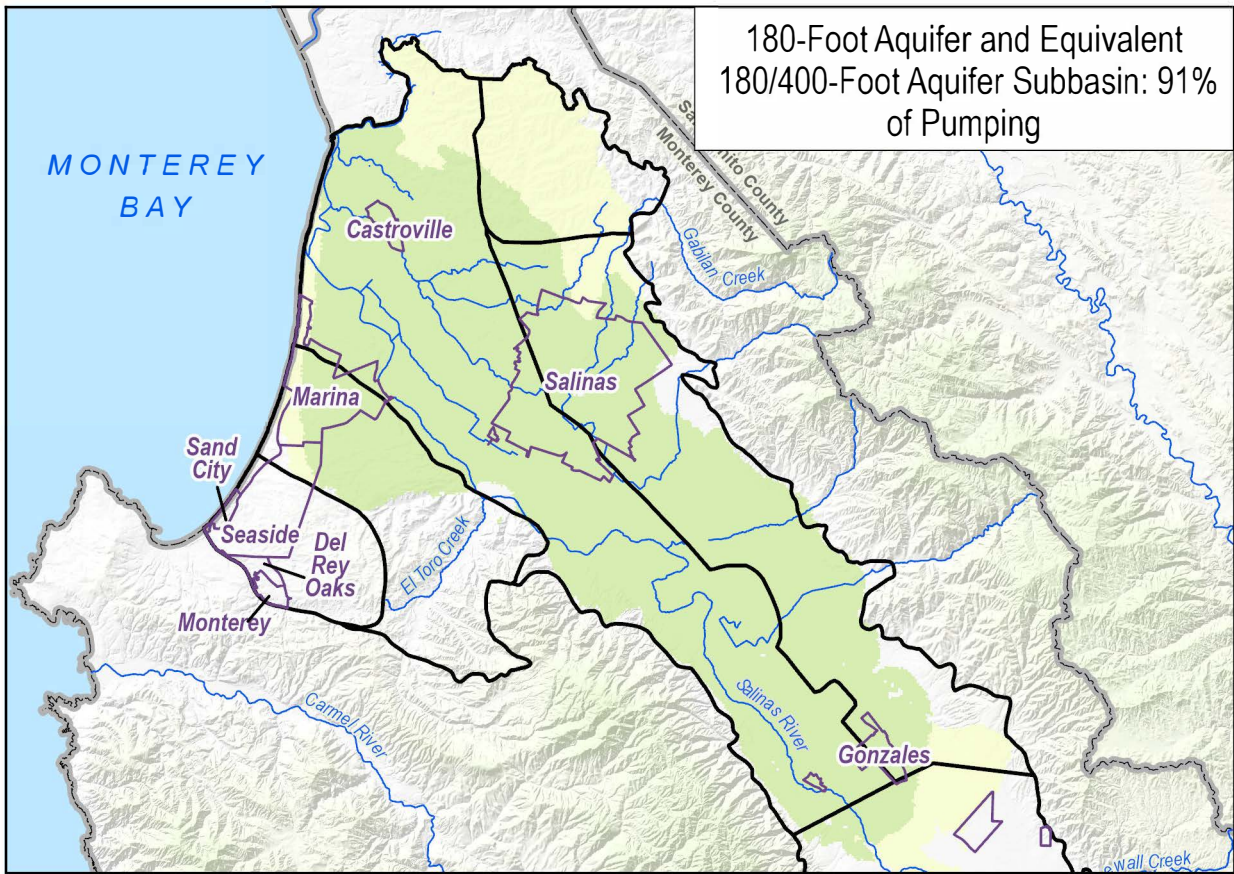 180-Foot Aquifer and Equivalent
180/400-Foot Aquifer Subbasin: 91%
of Pumping
MONTEREY
BAY
Monterey County
Castroville
Gabilan Creek
Salinas
Marina
Sand
City
Seaside
Del
Rey
Oaks
El Toro Creek
Monterey
Salinas River
Carmel River
Gonzales
Creek